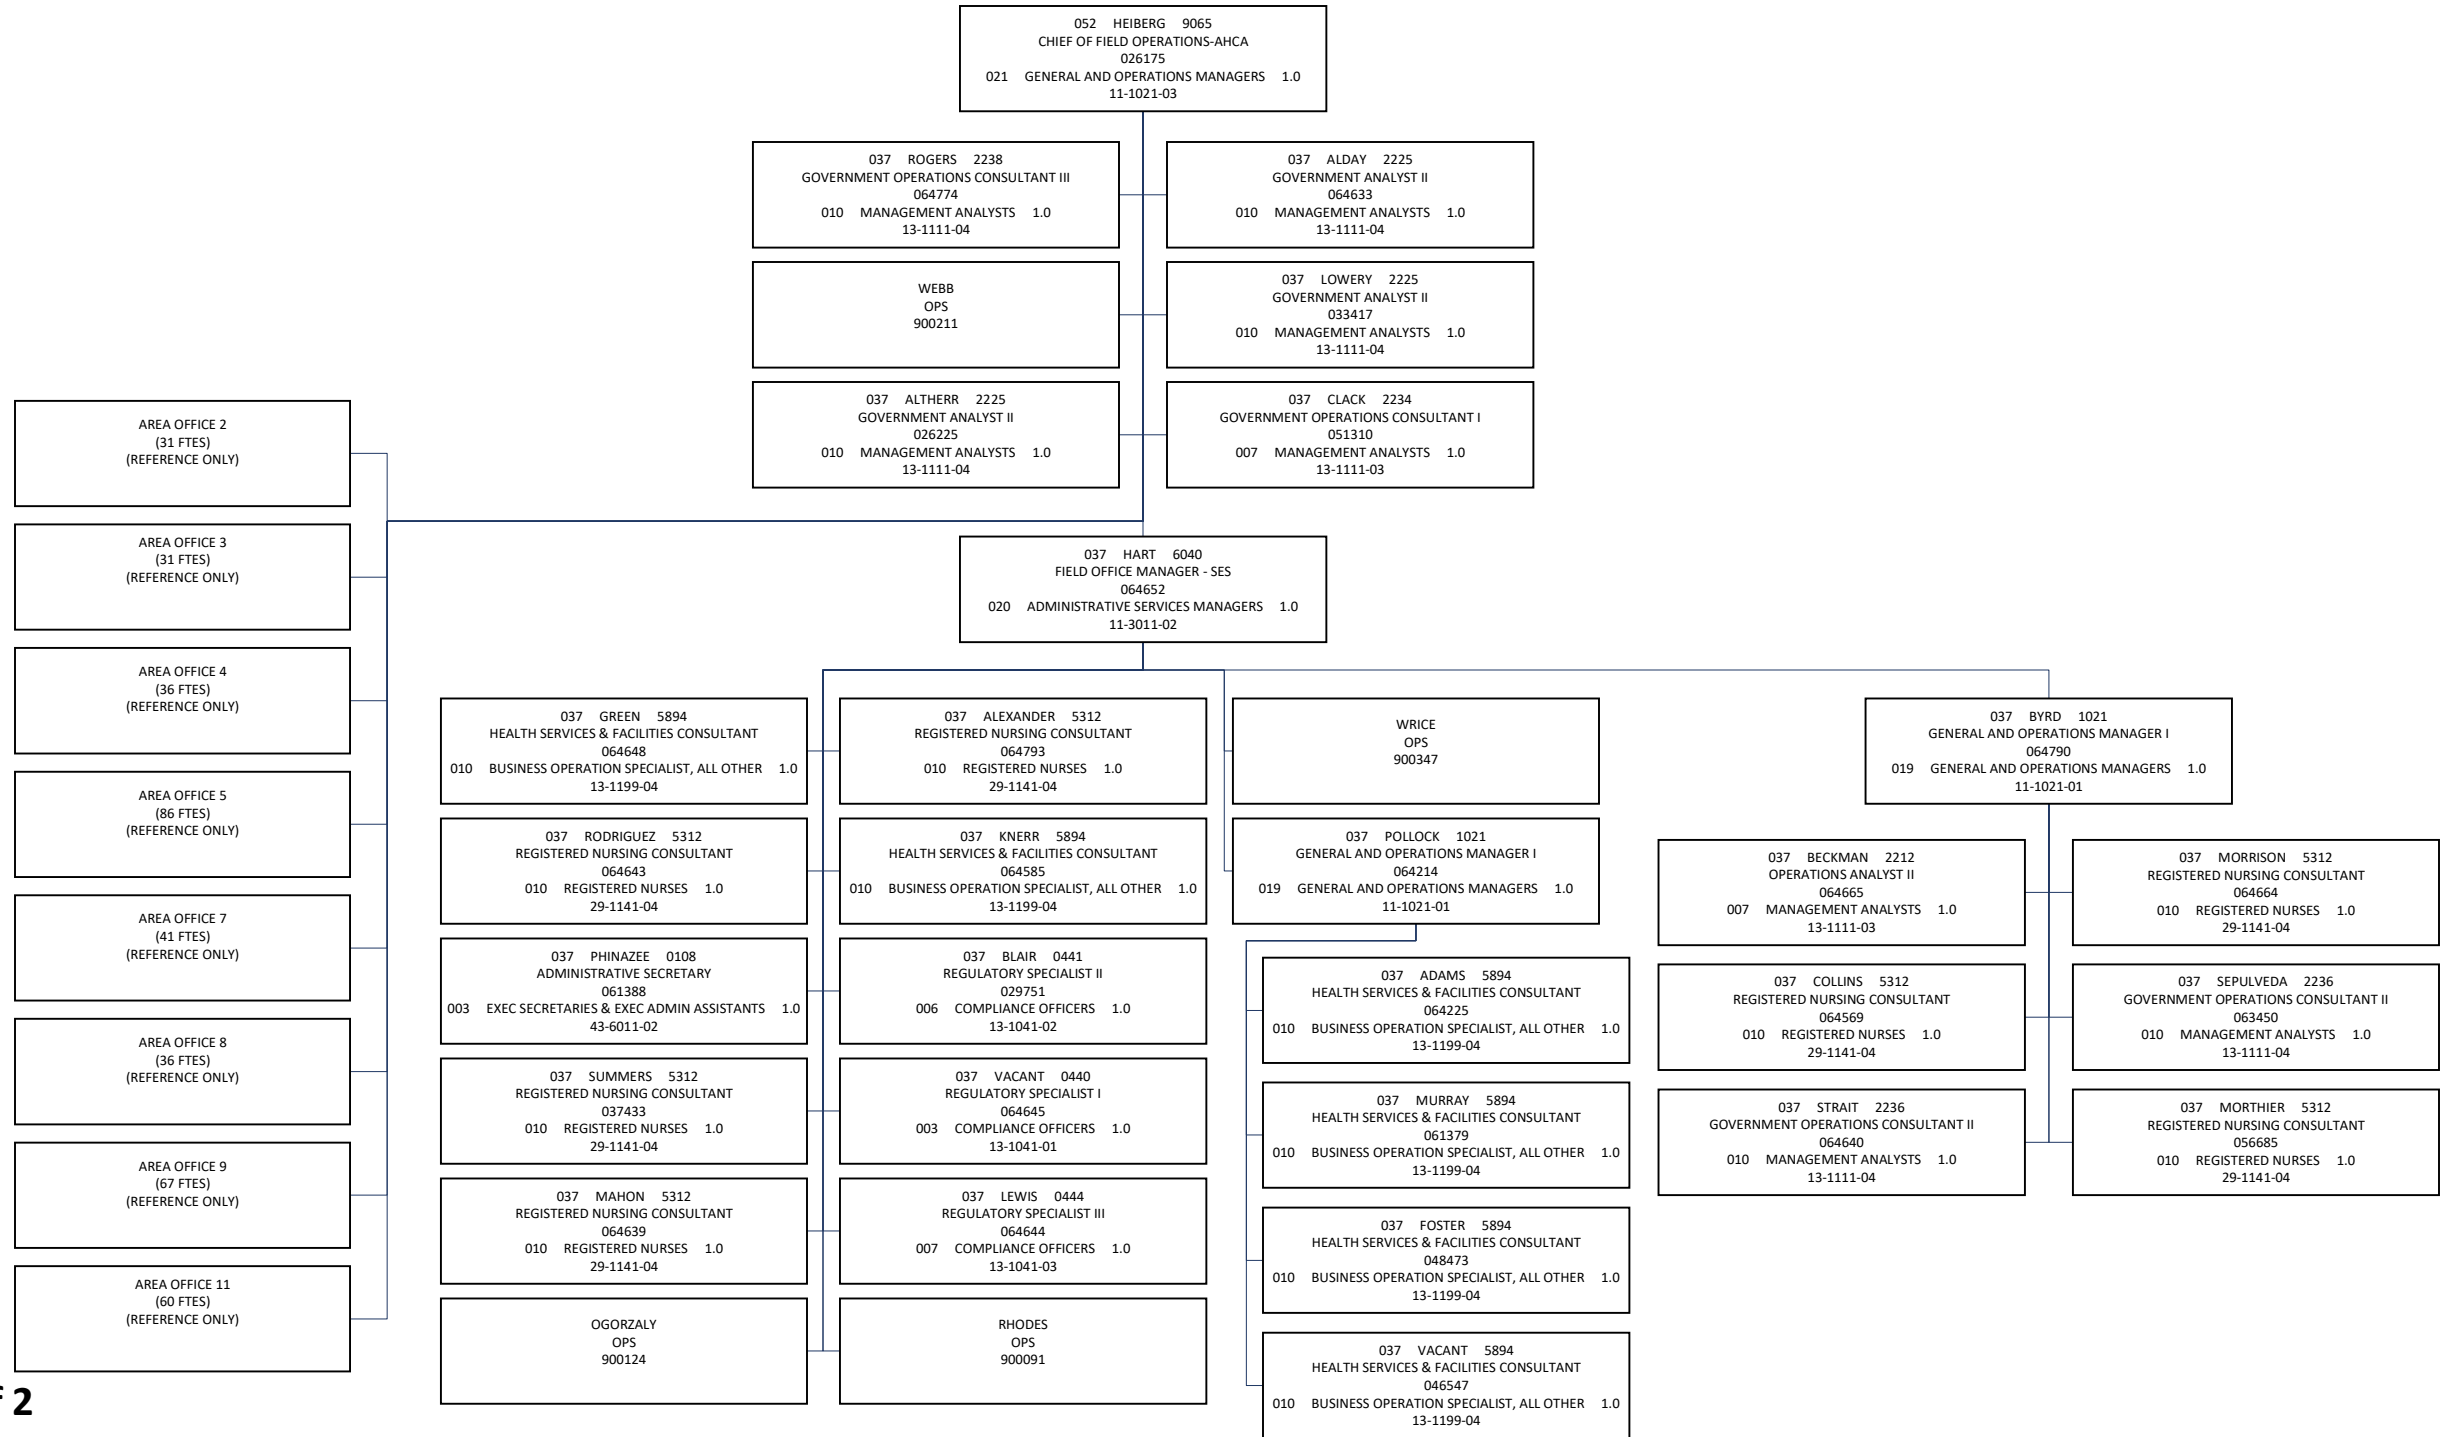 052 HEIBERG 9065
CHIEF OF FIELD OPERATIONS-AHCA
026175
021 GENERAL AND OPERATIONS MANAGERS 1.0
11-1021-03
037 ROGERS 2238
GOVERNMENT OPERATIONS CONSULTANT III
064774
010 MANAGEMENT ANALYSTS 1.0
13-1111-04
037 ALDAY 2225
GOVERNMENT ANALYST II
064633
010 MANAGEMENT ANALYSTS 1.0
13-1111-04
WEBB
OPS
900211
037 LOWERY 2225
GOVERNMENT ANALYST II
033417
010 MANAGEMENT ANALYSTS 1.0
13-1111-04
037 ALTHERR 2225
GOVERNMENT ANALYST II
026225
010 MANAGEMENT ANALYSTS 1.0
13-1111-04
037 CLACK 2234
GOVERNMENT OPERATIONS CONSULTANT I
051310
007 MANAGEMENT ANALYSTS 1.0
13-1111-03
AREA OFFICE 2
(31 FTES)
(REFERENCE ONLY)
AREA OFFICE 3
(31 FTES)
(REFERENCE ONLY)
AREA OFFICE 4
(36 FTES)
(REFERENCE ONLY)
AREA OFFICE 5
(86 FTES)
(REFERENCE ONLY)
AREA OFFICE 7
(41 FTES)
(REFERENCE ONLY)
AREA OFFICE 8
(36 FTES)
(REFERENCE ONLY)
AREA OFFICE 9
(67 FTES)
(REFERENCE ONLY)
AREA OFFICE 11
(60 FTES)
(REFERENCE ONLY)
037 HART 6040
FIELD OFFICE MANAGER - SES
064652
020 ADMINISTRATIVE SERVICES MANAGERS 1.0
11-3011-02
037 GREEN 5894
HEALTH SERVICES & FACILITIES CONSULTANT
064648
010 BUSINESS OPERATION SPECIALIST, ALL OTHER 1.0
13-1199-04
037 ALEXANDER 5312
REGISTERED NURSING CONSULTANT
064793
010 REGISTERED NURSES 1.0
29-1141-04
037 RODRIGUEZ 5312
REGISTERED NURSING CONSULTANT
064643
010 REGISTERED NURSES 1.0
29-1141-04
037 KNERR 5894
HEALTH SERVICES & FACILITIES CONSULTANT
064585
010 BUSINESS OPERATION SPECIALIST, ALL OTHER 1.0
13-1199-04
037 PHINAZEE 0108
ADMINISTRATIVE SECRETARY
061388
003 EXEC SECRETARIES & EXEC ADMIN ASSISTANTS 1.0
43-6011-02
037 BLAIR 0441
REGULATORY SPECIALIST II
029751
006 COMPLIANCE OFFICERS 1.0
13-1041-02
037 SUMMERS 5312
REGISTERED NURSING CONSULTANT
037433
010 REGISTERED NURSES 1.0
29-1141-04
037 VACANT 0440
REGULATORY SPECIALIST I
064645
003 COMPLIANCE OFFICERS 1.0
13-1041-01
037 MAHON 5312
REGISTERED NURSING CONSULTANT
064639
010 REGISTERED NURSES 1.0
29-1141-04
037 LEWIS 0444
REGULATORY SPECIALIST III
064644
007 COMPLIANCE OFFICERS 1.0
13-1041-03
OGORZALY
OPS
900124
RHODES
OPS
900091
WRICE
OPS
900347
037 POLLOCK 1021
GENERAL AND OPERATIONS MANAGER I
064214
019 GENERAL AND OPERATIONS MANAGERS 1.0
11-1021-01
037 ADAMS 5894
HEALTH SERVICES & FACILITIES CONSULTANT
064225
010 BUSINESS OPERATION SPECIALIST, ALL OTHER 1.0
13-1199-04
037 MURRAY 5894
HEALTH SERVICES & FACILITIES CONSULTANT
061379
010 BUSINESS OPERATION SPECIALIST, ALL OTHER 1.0
13-1199-04
037 FOSTER 5894
HEALTH SERVICES & FACILITIES CONSULTANT
048473
010 BUSINESS OPERATION SPECIALIST, ALL OTHER 1.0
13-1199-04
037 VACANT 5894
HEALTH SERVICES & FACILITIES CONSULTANT
046547
010 BUSINESS OPERATION SPECIALIST, ALL OTHER 1.0
13-1199-04
037 BYRD 1021
GENERAL AND OPERATIONS MANAGER I
064790
019 GENERAL AND OPERATIONS MANAGERS 1.0
11-1021-01
037 BECKMAN 2212
OPERATIONS ANALYST II
064665
007 MANAGEMENT ANALYSTS 1.0
13-1111-03
037 MORRISON 5312
REGISTERED NURSING CONSULTANT
064664
010 REGISTERED NURSES 1.0
29-1141-04
037 COLLINS 5312
REGISTERED NURSING CONSULTANT
064569
010 REGISTERED NURSES 1.0
29-1141-04
037 SEPULVEDA 2236
GOVERNMENT OPERATIONS CONSULTANT II
063450
010 MANAGEMENT ANALYSTS 1.0
13-1111-04
037 STRAIT 2236
GOVERNMENT OPERATIONS CONSULTANT II
064640
010 MANAGEMENT ANALYSTS 1.0
13-1111-04
037 MORTHIER 5312
REGISTERED NURSING CONSULTANT
056685
010 REGISTERED NURSES 1.0
29-1141-04
2